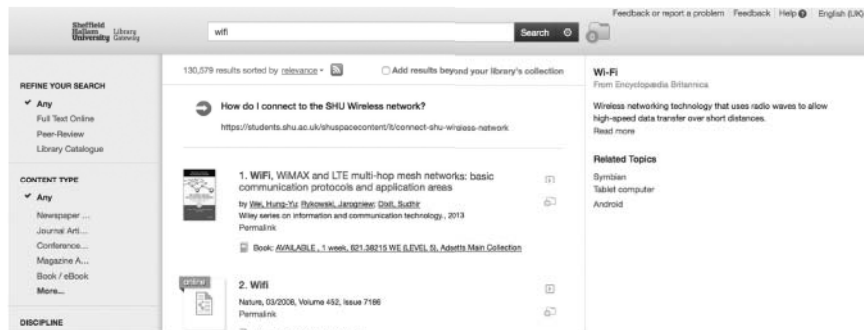 Feedback or report a problem Feedback Help ? English (UK)
Sheffield
Hallam Library
University Gateway
wifi
Search
REFINE YOUR SEARCH
Any
Full Text Online
Peer-Review
Library Catalogue
CONTENT TYPE
Any
Newspaper ...
Journal Arti...
Conference...
Magazine A...
Book / eBook
More...
DISCIPLINE
130,579 results sorted by relevance
Add results beyond your library's collection
How do I connect to the SHU Wireless network?
https://students.shu.ac.uk/shuspacecontent/it/connect-shu-wireless-network
1. WiFi, WiMAX and LTE multi-hop mesh networks: basic
communication protocols and application areas
by Wei, Hung-Yu; Rykowski, Jarogniew; Dixit, Sudhir
Wiley series on information and communication technology., 2013
Permalink
Book: AVAILABLE , 1 week, 621.38215 WE (LEVEL 5), Adsetts Main Collection
online
2. Wifi
Nature, 03/2008, Volume 452, Issue 7186
Permalink
Wi-Fi
From Encyclopædia Britannica
Wireless networking technology that uses radio waves to allow
high-speed data transfer over short distances.
Read more
Related Topics
Symbian
Tablet computer
Android